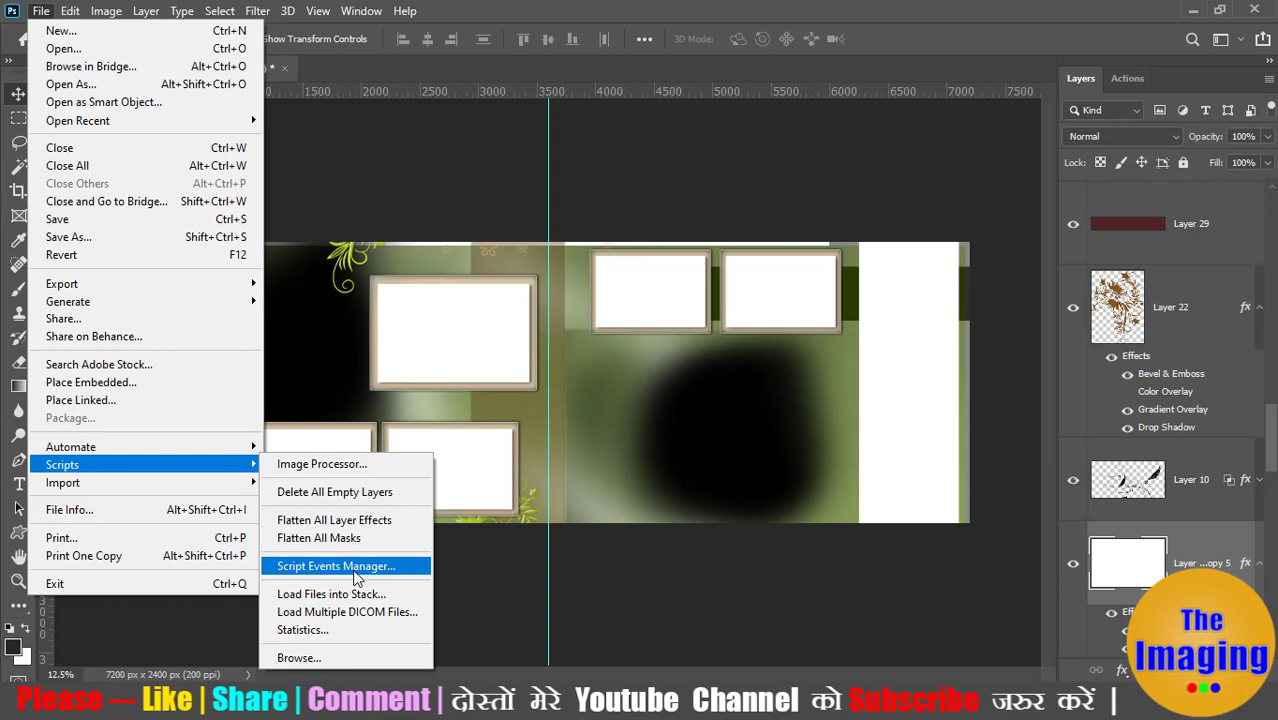 Ps File Edit Image Layer Type Select Filter 3D View Window Help
Show Transform Controls
3D Mode:
New... Ctrl+N
Open... Ctrl+O
Browse in Bridge... Alt+Ctrl+O
Open As... Alt+Shift+Ctrl+O
Open as Smart Object...
Open Recent
Close Ctrl+W
Close All Alt+Ctrl+W
Close Others Alt+Ctrl+P
Close and Go to Bridge... Shift+Ctrl+W
Save Ctrl+S
Save As... Shift+Ctrl+S
Revert F12
Export
Generate
Share...
Share on Behance...
Search Adobe Stock...
Place Embedded...
Place Linked...
Package...
Automate
Scripts
Import
File Info... Alt+Shift+Ctrl+I
Print... Ctrl+P
Print One Copy Alt+Shift+Ctrl+P
Exit Ctrl+Q
Image Processor...
Delete All Empty Layers
Flatten All Layer Effects
Flatten All Masks
Script Events Manager...
Load Files into Stack...
Load Multiple DICOM Files...
Statistics...
Browse...
) *
1500 2000 2500 3000 3500 4000 4500 5000 5500 6000 6500 7000 7500
Layers Actions
Kind
Normal Opacity: 100%
Lock: Fill: 100%
Layer 29
Layer 22 fx
Effects
Bevel & Emboss
Color Overlay
Gradient Overlay
Drop Shadow
Layer 10 fx
Layer ...opy 5 fx
12.5% 7200 px x 2400 px (200 ppi)
The
Imaging
Please --- Like | Share | Comment | दोस्तों मेरे Youtube Channel को Subscribe जरुर करें |